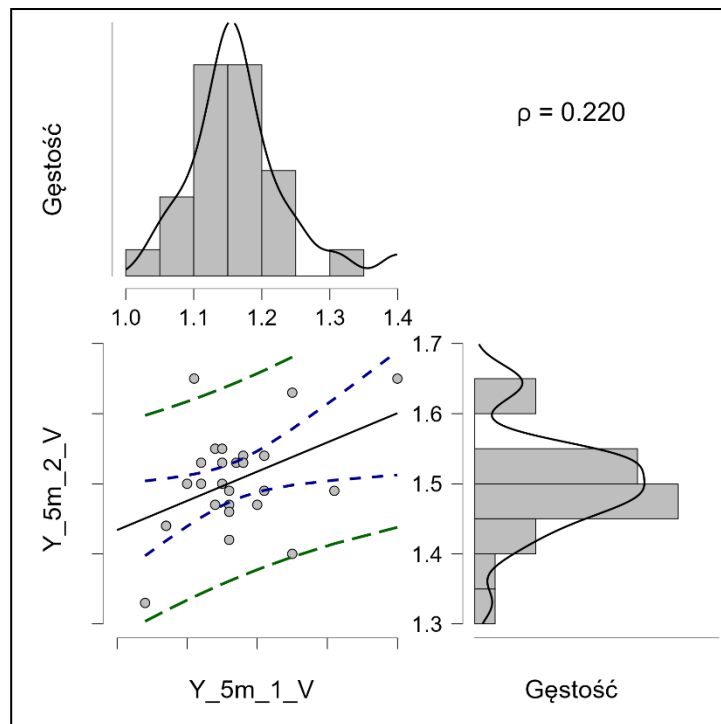 Gęstość
ρ = 0.220
1.0 1.1 1.2 1.3 1.4
Y_5m_2_V
1.7
1.6
1.5
1.4
1.3
Y_5m_1_V
Gęstość